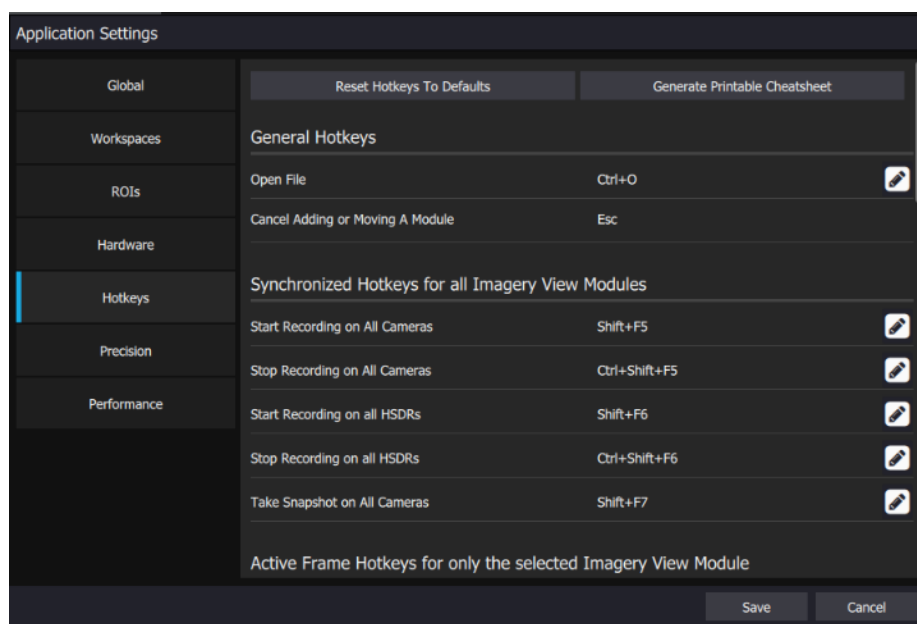 Application Settings
Global
Workspaces
ROIs
Hardware
Hotkeys
Precision
Performance
Reset Hotkeys To Defaults
Generate Printable Cheatsheet
General Hotkeys
Open File Ctrl+O
Cancel Adding or Moving A Module Esc
Synchronized Hotkeys for all Imagery View Modules
Start Recording on All Cameras Shift+F5
Stop Recording on All Cameras Ctrl+Shift+F5
Start Recording on all HSDRs Shift+F6
Stop Recording on all HSDRs Ctrl+Shift+F6
Take Snapshot on All Cameras Shift+F7
Active Frame Hotkeys for only the selected Imagery View Module
Save Cancel